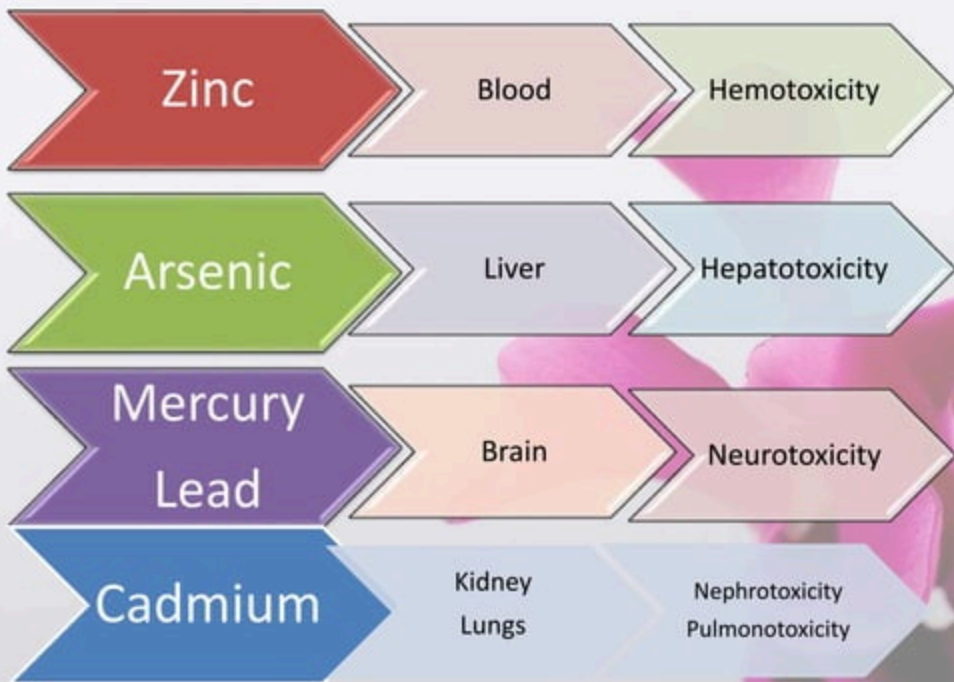 Zinc
Blood
Hemotoxicity
Arsenic
Liver
Hepatotoxicity
Mercury
Lead
Brain
Neurotoxicity
Cadmium
Kidney
Lungs
Nephrotoxicity
Pulmonotoxicity